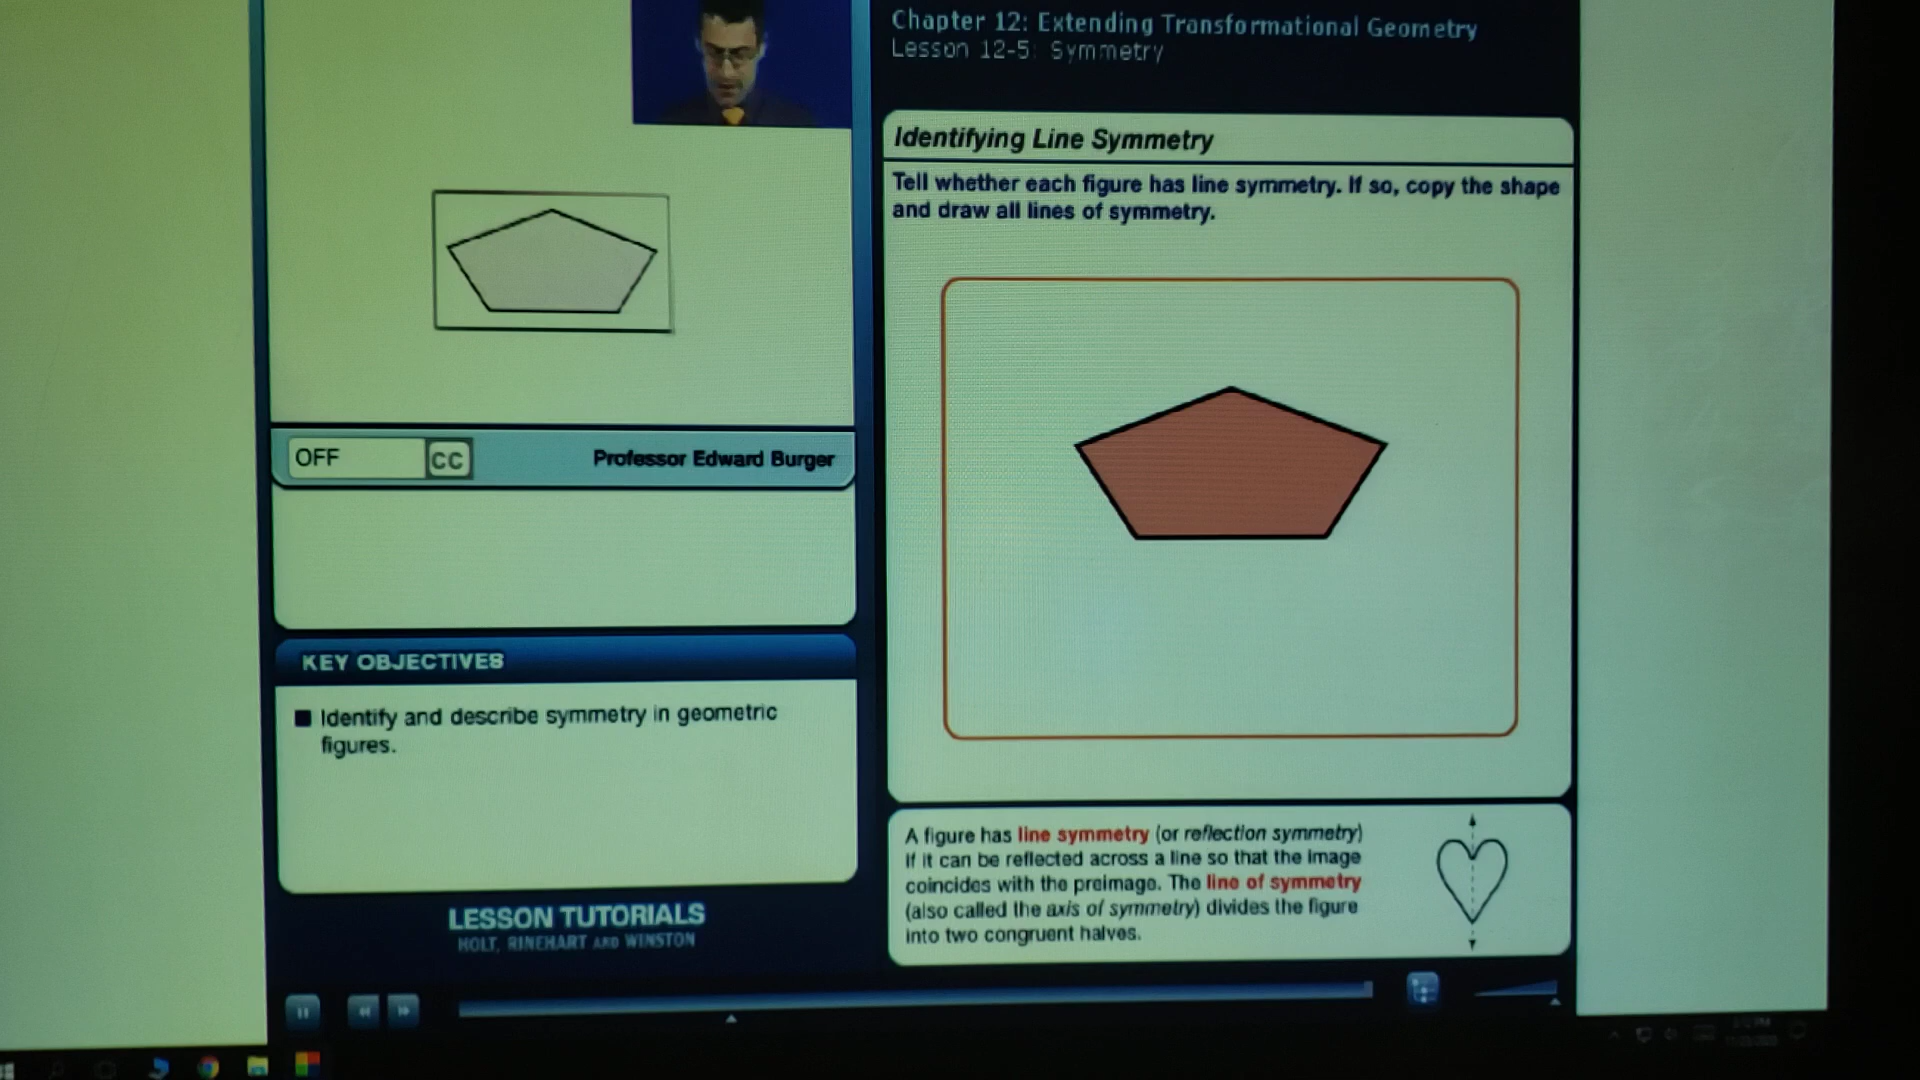 Chapter 12: Extending Transformational Geometry
Lesson 12-5: Symmetry
Identifying Line Symmetry
Tell whether each figure has line symmetry. If so, copy the shape
and draw all lines of symmetry.
OFF
CC
Professor Edward Burger
KEY OBJECTIVES
Identify and describe symmetry in geometric
figures.
LESSON TUTORIALS
HOLT, RINEHART AND WINSTON
A figure has line symmetry (or reflection symmetry)
if it can be reflected across a line so that the image
coincides with the preimage. The line of symmetry
(also called the axis of symmetry) divides the figure
into two congruent halves.